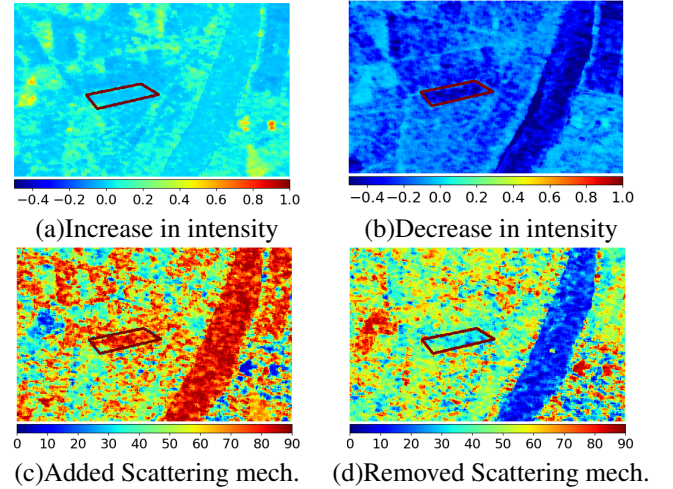 −0.4 −0.2 0.0 0.2 0.4 0.6 0.8 1.0
−0.4 −0.2 0.0 0.2 0.4 0.6 0.8 1.0
(a)Increase in intensity
(b)Decrease in intensity
0 10 20 30 40 50 60 70 80 90
0 10 20 30 40 50 60 70 80 90
(c)Added Scattering mech.
(d)Removed Scattering mech.